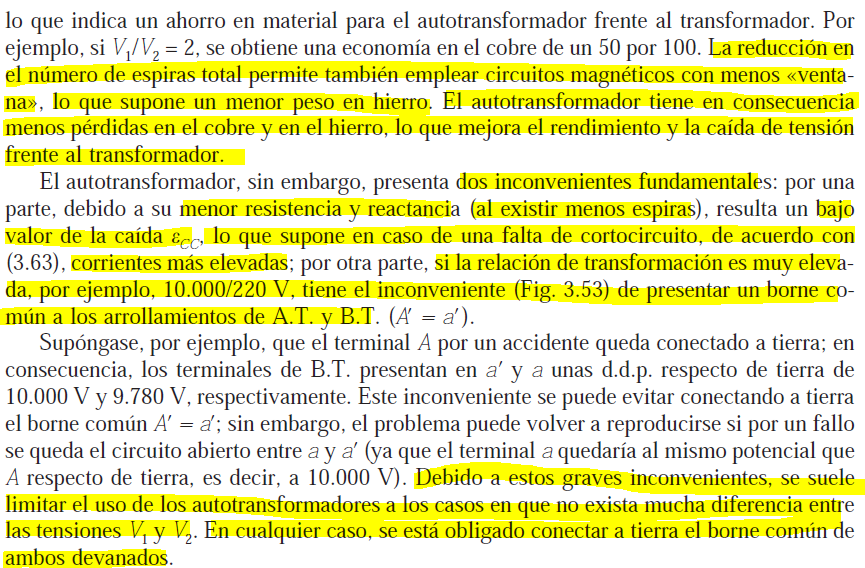 lo que indica un ahorro en material para el autotransformador frente al transformador. Por
ejemplo, si V₁/V₂ = 2, se obtiene una economía en el cobre de un 50 por 100. La reducción en
el número de espiras total permite también emplear circuitos magnéticos con menos «venta-
na», lo que supone un menor peso en hierro. El autotransformador tiene en consecuencia
menos pérdidas en el cobre y en el hierro, lo que mejora el rendimiento y la caída de tensión
frente al transformador.
El autotransformador, sin embargo, presenta dos inconvenientes fundamentales: por una
parte, debido a su menor resistencia y reactancia (al existir menos espiras), resulta un bajo
valor de la caída εCC, lo que supone en caso de una falta de cortocircuito, de acuerdo con
(3.63), corrientes más elevadas; por otra parte, si la relación de transformación es muy eleva-
da, por ejemplo, 10.000/220 V, tiene el inconveniente (Fig. 3.53) de presentar un borne co-
mún a los arrollamientos de A.T. y B.T. (A′ = a′).
Supóngase, por ejemplo, que el terminal A por un accidente queda conectado a tierra; en
consecuencia, los terminales de B.T. presentan en a′ y a unas d.d.p. respecto de tierra de
10.000 V y 9.780 V, respectivamente. Este inconveniente se puede evitar conectando a tierra
el borne común A′ = a′; sin embargo, el problema puede volver a reproducirse si por un fallo
se queda el circuito abierto entre a y a′ (ya que el terminal a quedaría al mismo potencial que
A respecto de tierra, es decir, a 10.000 V). Debido a estos graves inconvenientes, se suele
limitar el uso de los autotransformadores a los casos en que no exista mucha diferencia entre
las tensiones V₁ y V₂. En cualquier caso, se está obligado conectar a tierra el borne común de
ambos devanados.